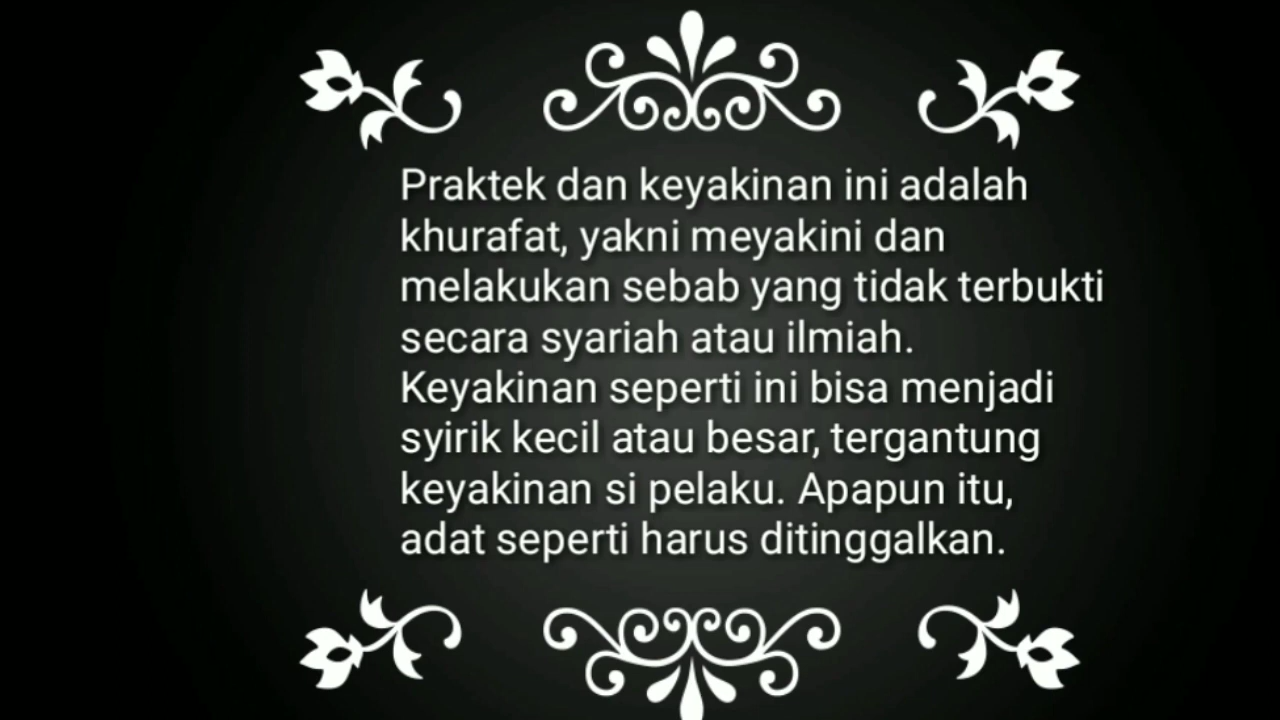 Praktek dan keyakinan ini adalah
khurafat, yakni meyakini dan
melakukan sebab yang tidak terbukti
secara syariah atau ilmiah.
Keyakinan seperti ini bisa menjadi
syirik kecil atau besar, tergantung
keyakinan si pelaku. Apapun itu,
adat seperti harus ditinggalkan.